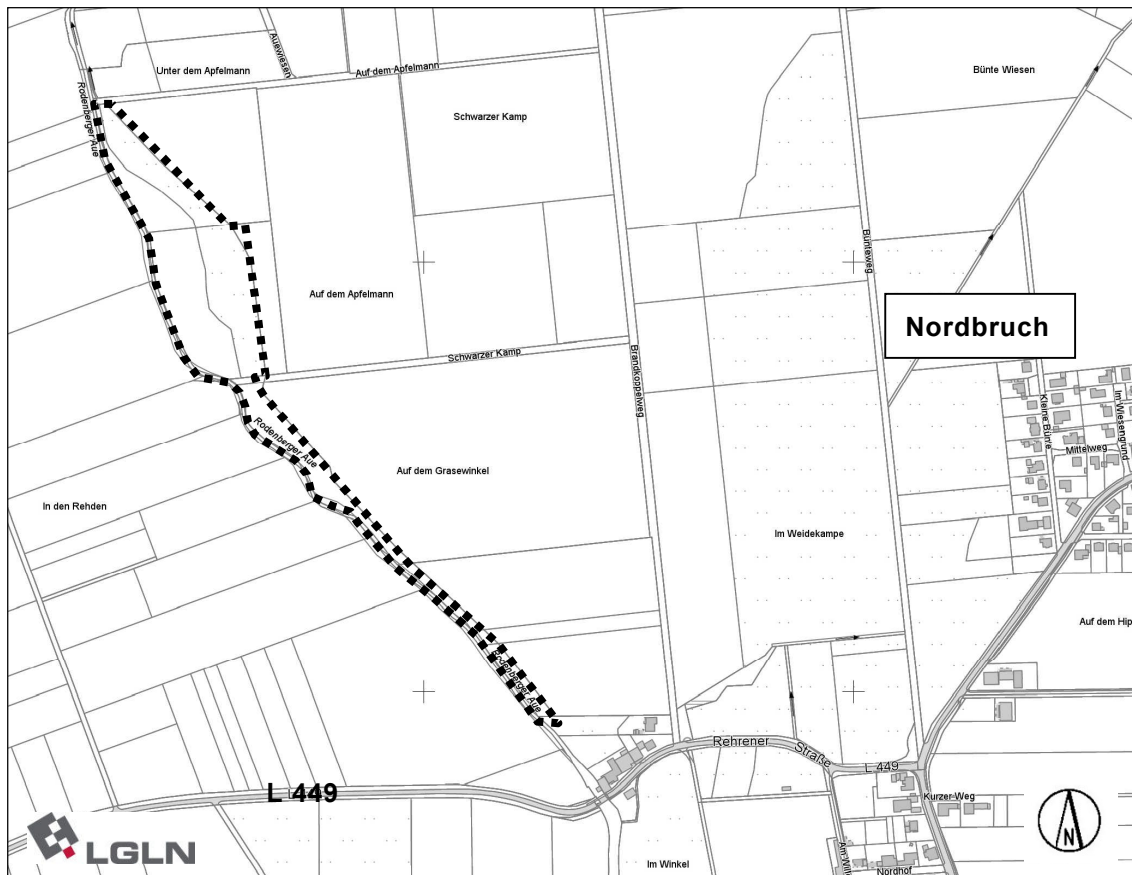 Unter dem Apfelmann
Auewiesen
Auf dem Apfelmann
Bünte Wiesen
Rodenberger Aue
Schwarzer Kamp
Bünteweg
Auf dem Apfelmann
Nordbruch
Schwarzer Kamp
Brandkoppelweg
Kleine Bünte
Im Wiesengrund
Mittelweg
Rodenberger Aue
Auf dem Grasewinkel
In den Rehden
Im Weidekampe
Auf dem Hip
Rodenberger Aue
Rehrener Straße
L 449
L 449
Kurzer Weg
LGLN
Im Winkel
Nordhof
N